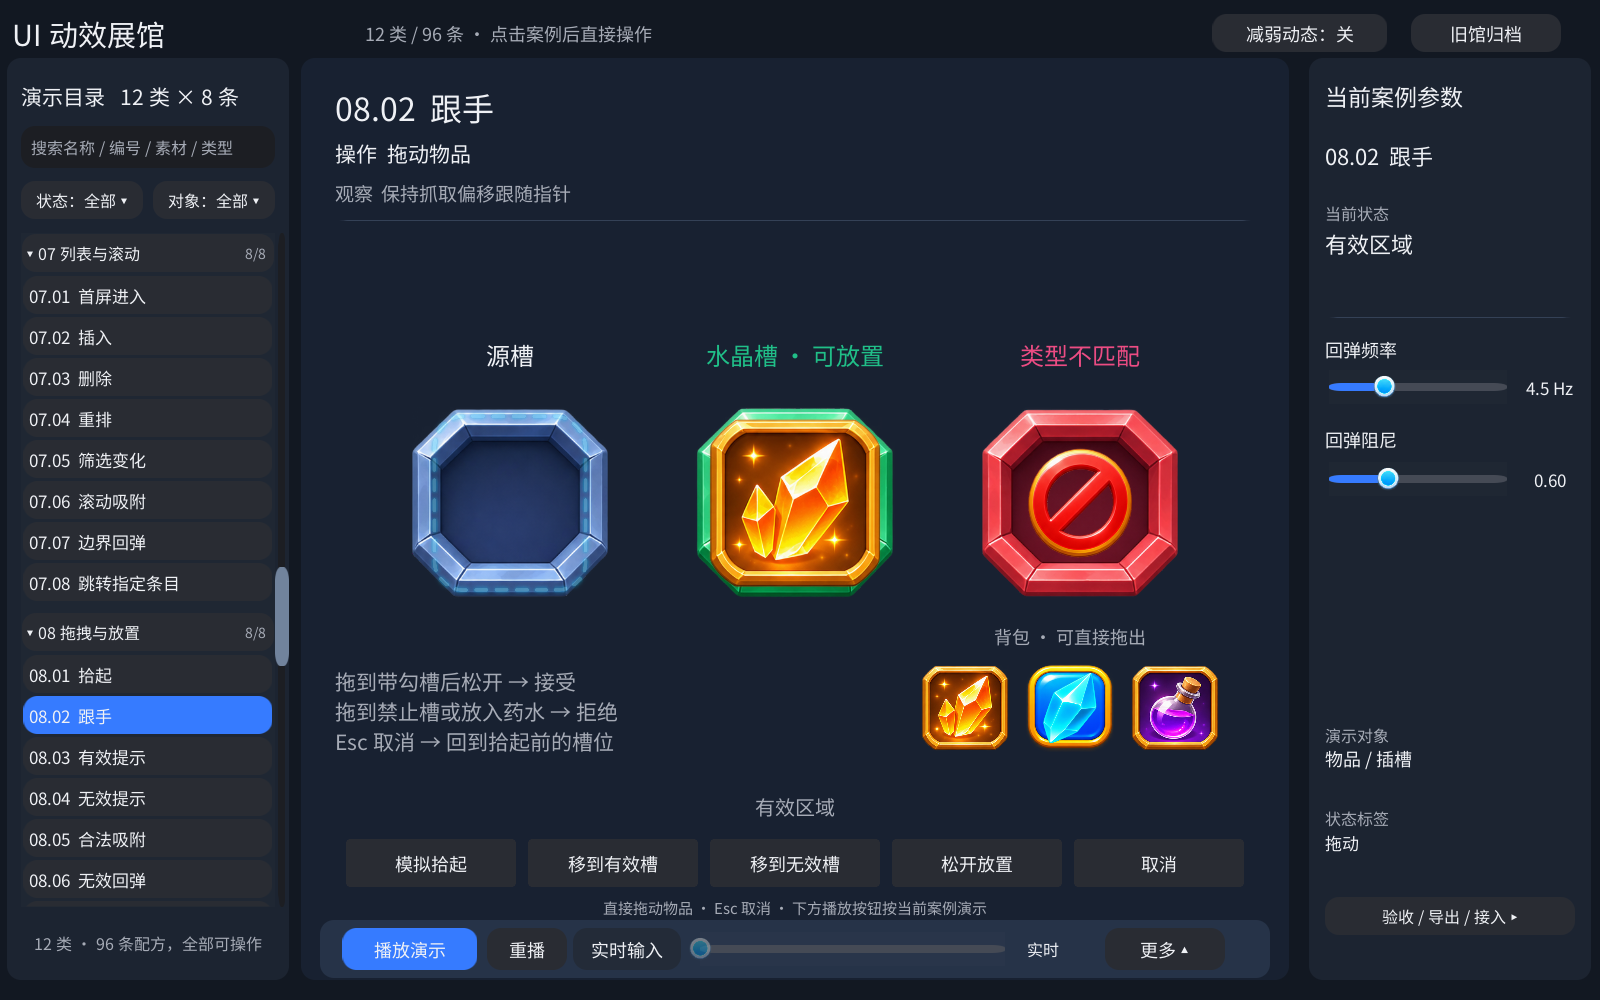 UI 动效展馆
12 类 / 96 条 · 点击案例后直接操作
减弱动态：关
旧馆归档
演示目录 12 类 × 8 条
搜索名称 / 编号 / 素材 / 类型
状态：全部 ▾
对象：全部 ▾
▾ 07 列表与滚动 8/8
07.01 首屏进入
07.02 插入
07.03 删除
07.04 重排
07.05 筛选变化
07.06 滚动吸附
07.07 边界回弹
07.08 跳转指定条目
▾ 08 拖拽与放置 8/8
08.01 拾起
08.02 跟手
08.03 有效提示
08.04 无效提示
08.05 合法吸附
08.06 无效回弹
12 类 · 96 条配方，全部可操作
08.02 跟手
操作 拖动物品
观察 保持抓取偏移跟随指针
源槽
水晶槽 · 可放置
类型不匹配
背包 · 可直接拖出
拖到带勾槽后松开 → 接受
拖到禁止槽或放入药水 → 拒绝
Esc 取消 → 回到拾起前的槽位
有效区域
模拟拾起
移到有效槽
移到无效槽
松开放置
取消
直接拖动物品 · Esc 取消 · 下方播放按钮按当前案例演示
播放演示
重播
实时输入
实时
更多 ▴
当前案例参数
08.02 跟手
当前状态
有效区域
回弹频率
4.5 Hz
回弹阻尼
0.60
演示对象
物品 / 插槽
状态标签
拖动
验收 / 导出 / 接入 ▸